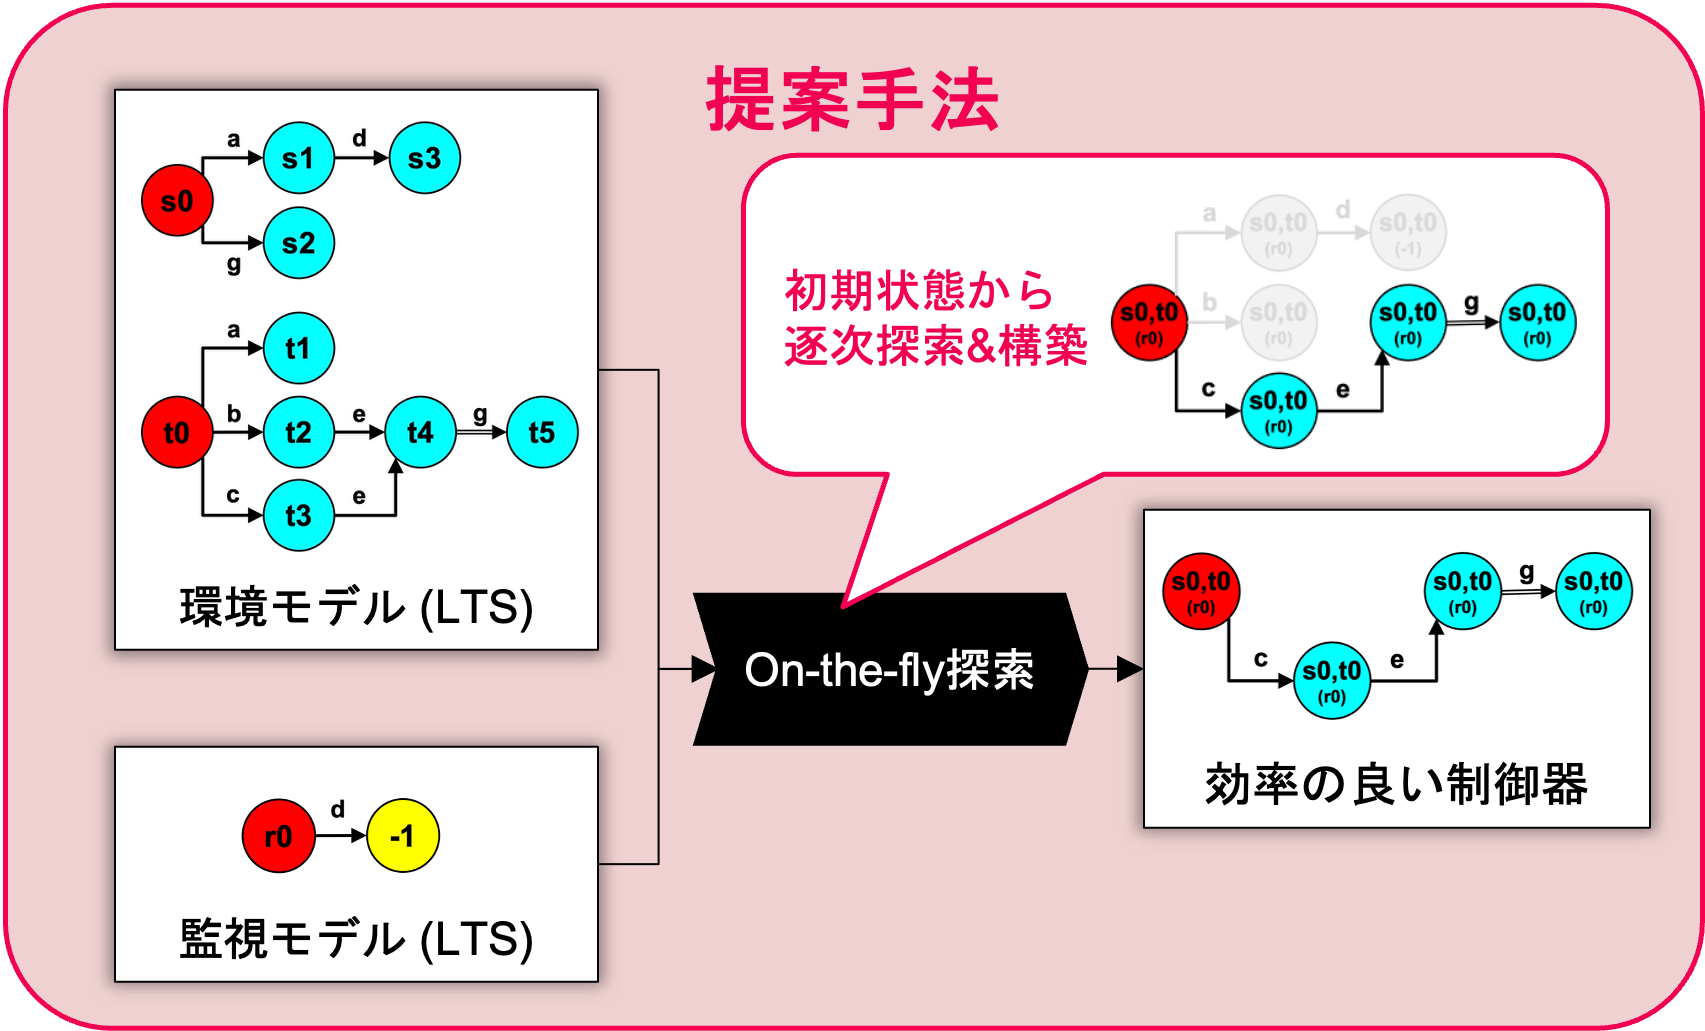 提案手法
a
d
s0
s1
s3
s2
g
a
t1
t0
b
t2
e
t4
g
t5
c
t3
e
環境モデル (LTS)
r0
d
-1
監視モデル (LTS)
初期状態から
逐次探索&構築
a
s0,t0
(r0)
d
s0,t0
(-1)
s0,t0
(r0)
b
s0,t0
(r0)
s0,t0
(r0)
g
s0,t0
(r0)
c
s0,t0
(r0)
e
On-the-fly探索
s0,t0
(r0)
c
s0,t0
(r0)
e
s0,t0
(r0)
g
s0,t0
(r0)
効率の良い制御器